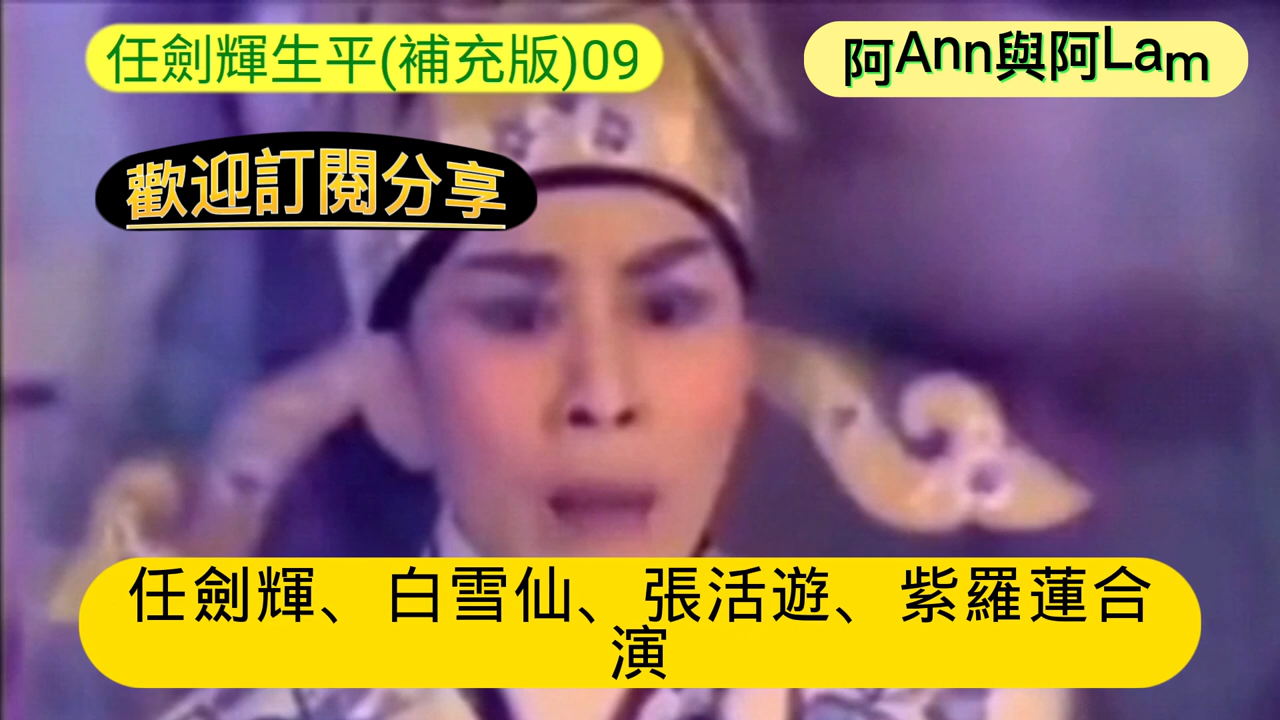 任劍輝生平(補充版)09
阿Ann與阿Lam
歡迎訂閱分享
任劍輝、白雪仙、張活遊、紫羅蓮合
演